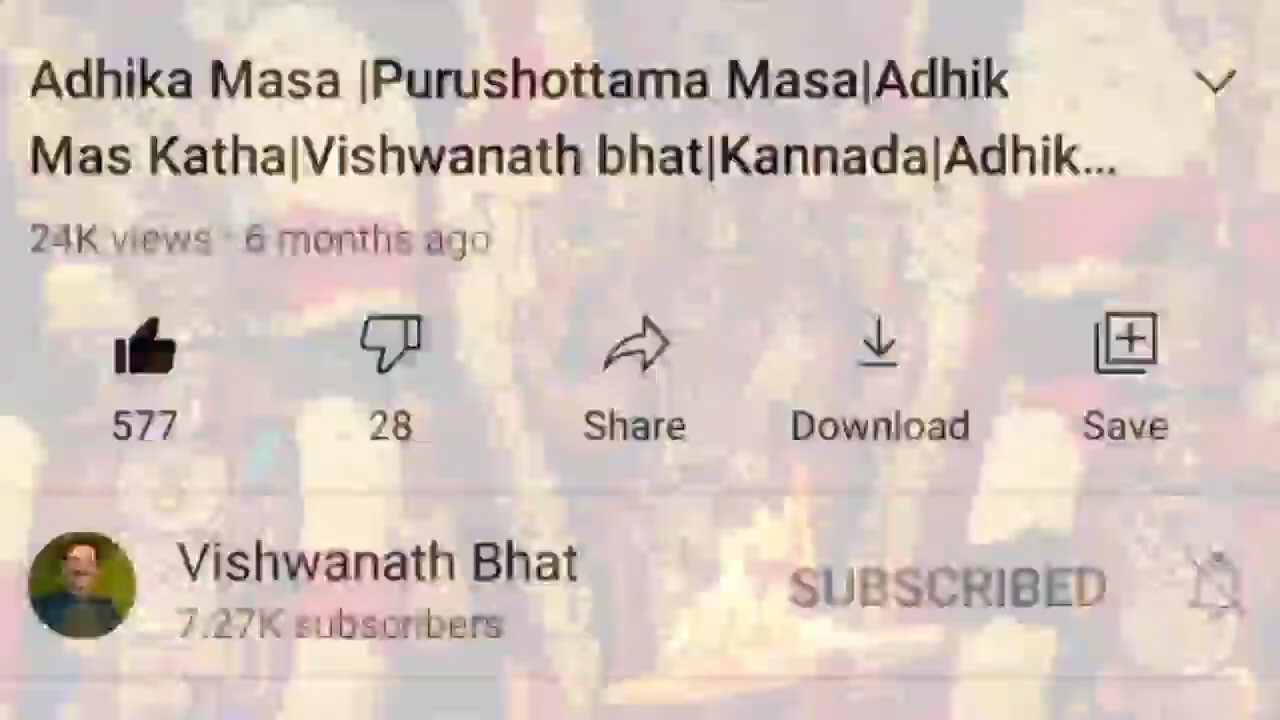 Adhika Masa |Purushottama Masa|Adhik
Mas Katha|Vishwanath bhat|Kannada|Adhik...
24K views · 6 months ago
577 28 Share Download Save
Vishwanath Bhat
SUBSCRIBED
7.27K subscribers